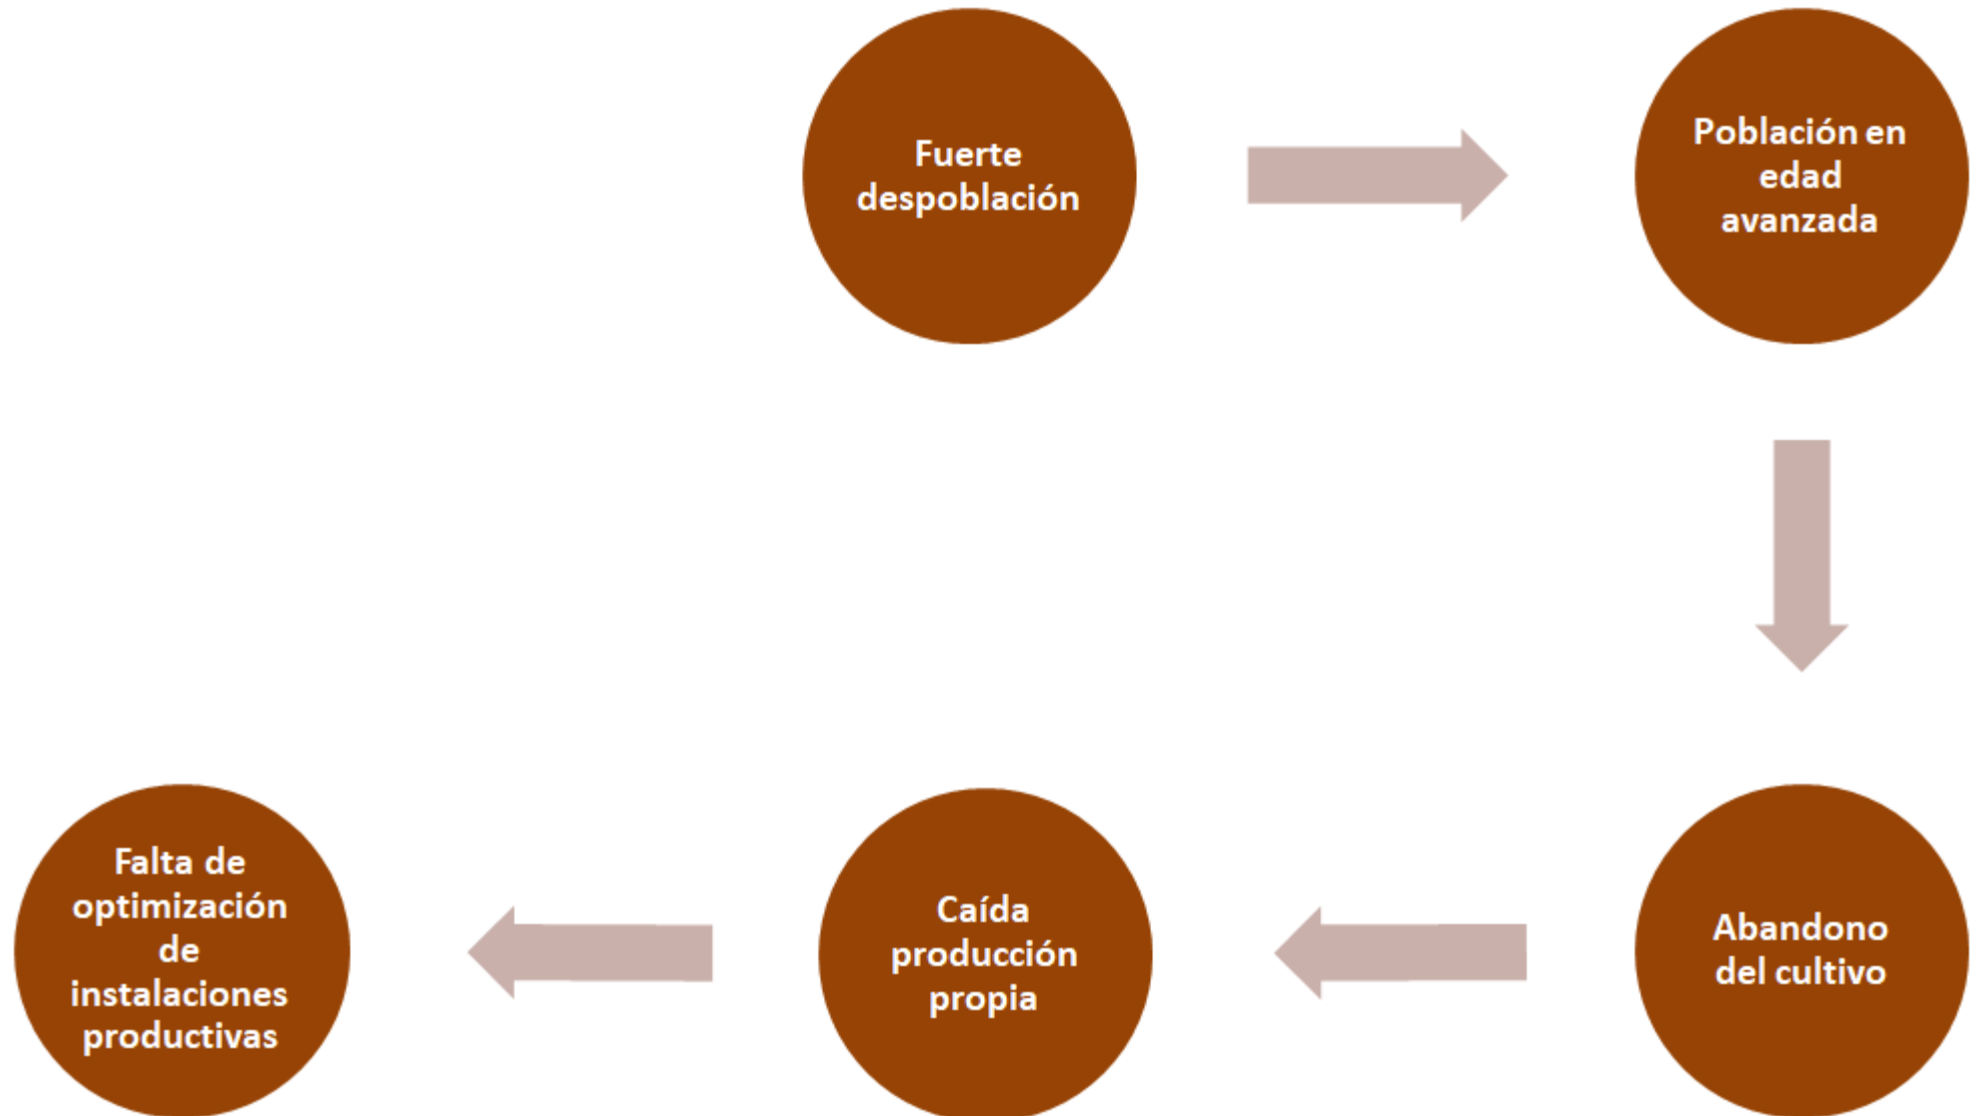 Fuerte
despoblación
Población en
edad
avanzada
Abandono
del cultivo
Caída
producción
propia
Falta de
optimización
de
instalaciones
productivas